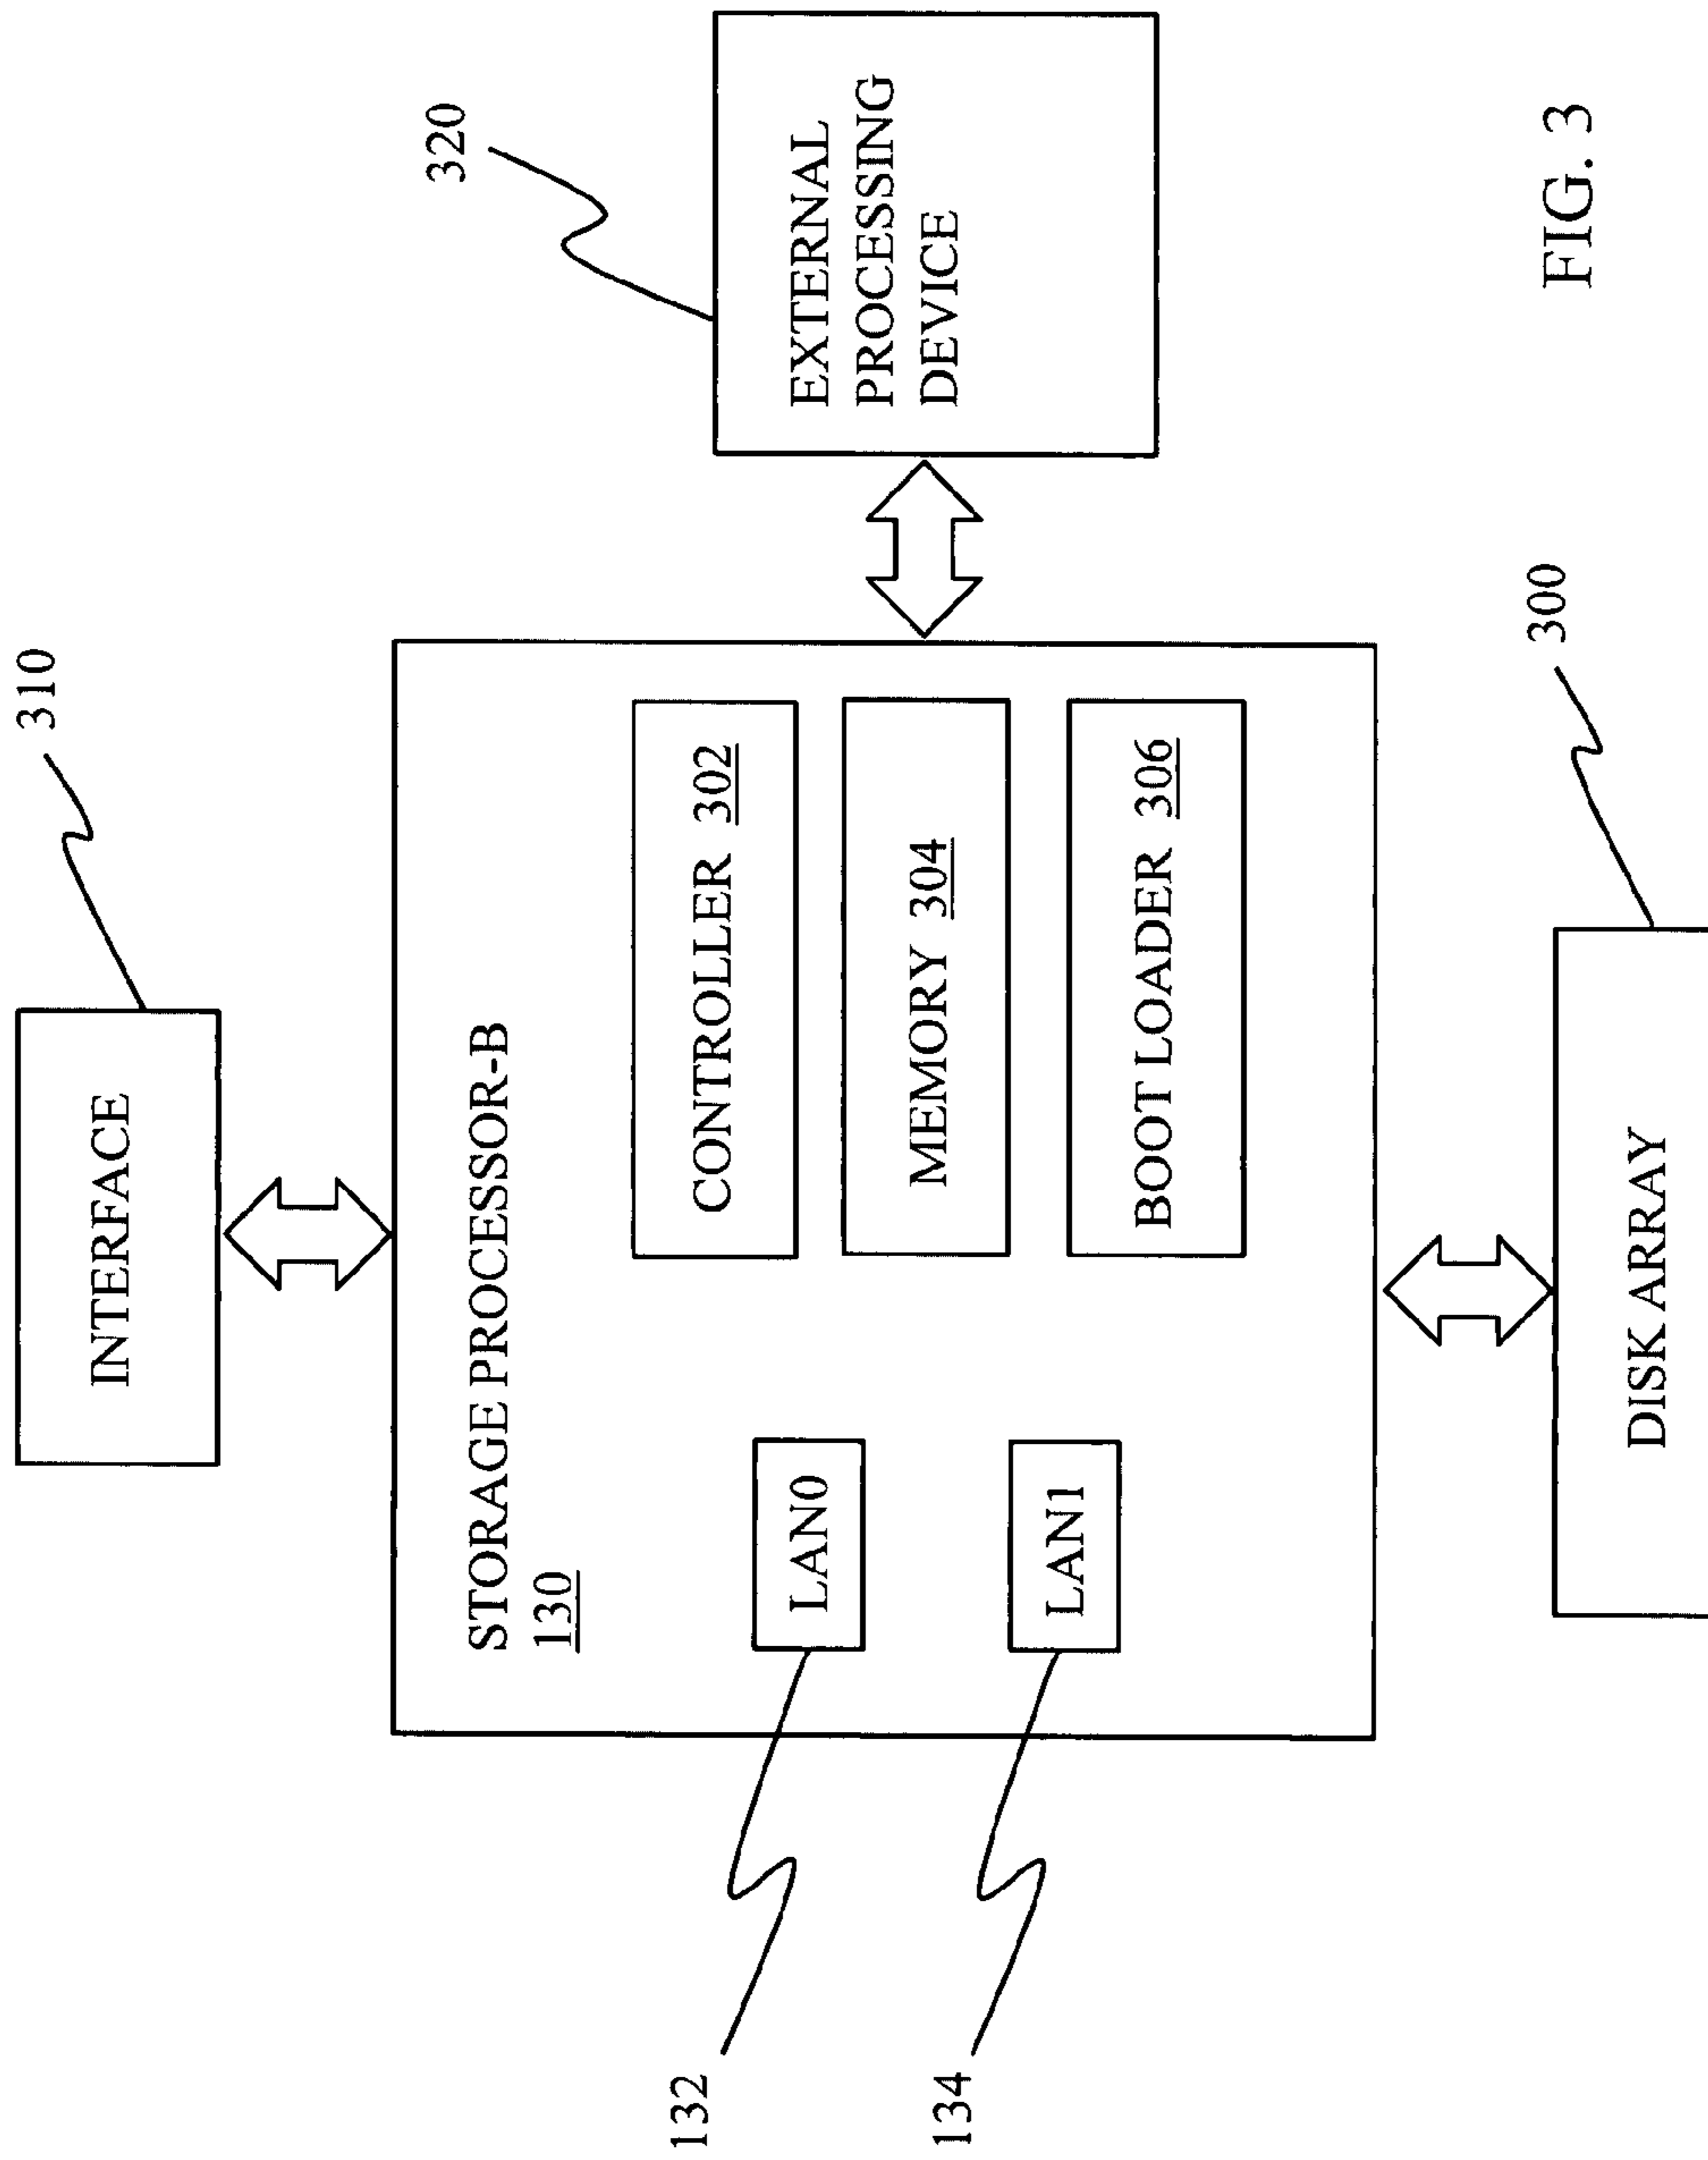 310
INTERFACE
320
STORAGE PROCESSOR-B
130
EXTERNAL
PROCESSING
DEVICE
132
LAN0
CONTROLLER 302
MEMORY 304
134
LAN1
BOOT LOADER 306
300
DISK ARRAY
FIG. 3